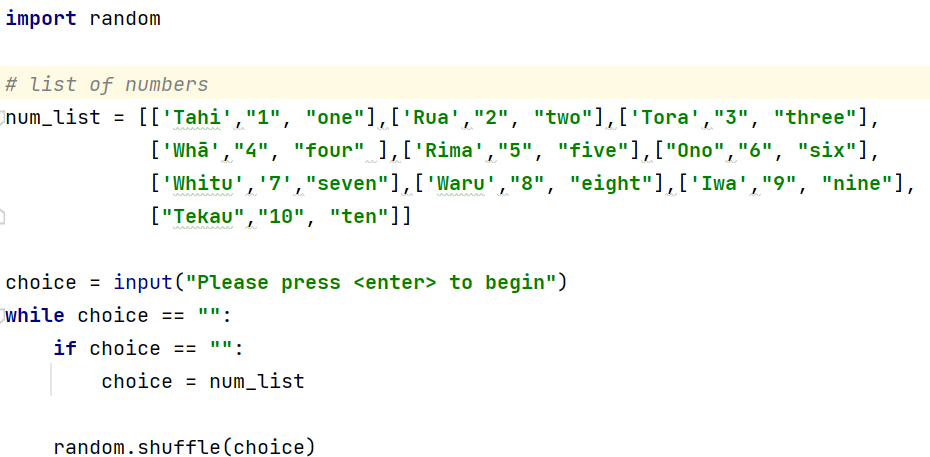 import random
# list of numbers
num_list = [['Tahi',"1", "one"],['Rua',"2", "two"],['Tora',"3", "three"],
            ['Whā',"4", "four" ],['Rima',"5", "five"],["Ono","6", "six"],
            ['Whitu','7',"seven"],['Waru',"8", "eight"],['Iwa',"9", "nine"],
            ["Tekau","10", "ten"]]
choice = input("Please press <enter> to begin")
while choice == "":
    if choice == "":
        choice = num_list
    random.shuffle(choice)